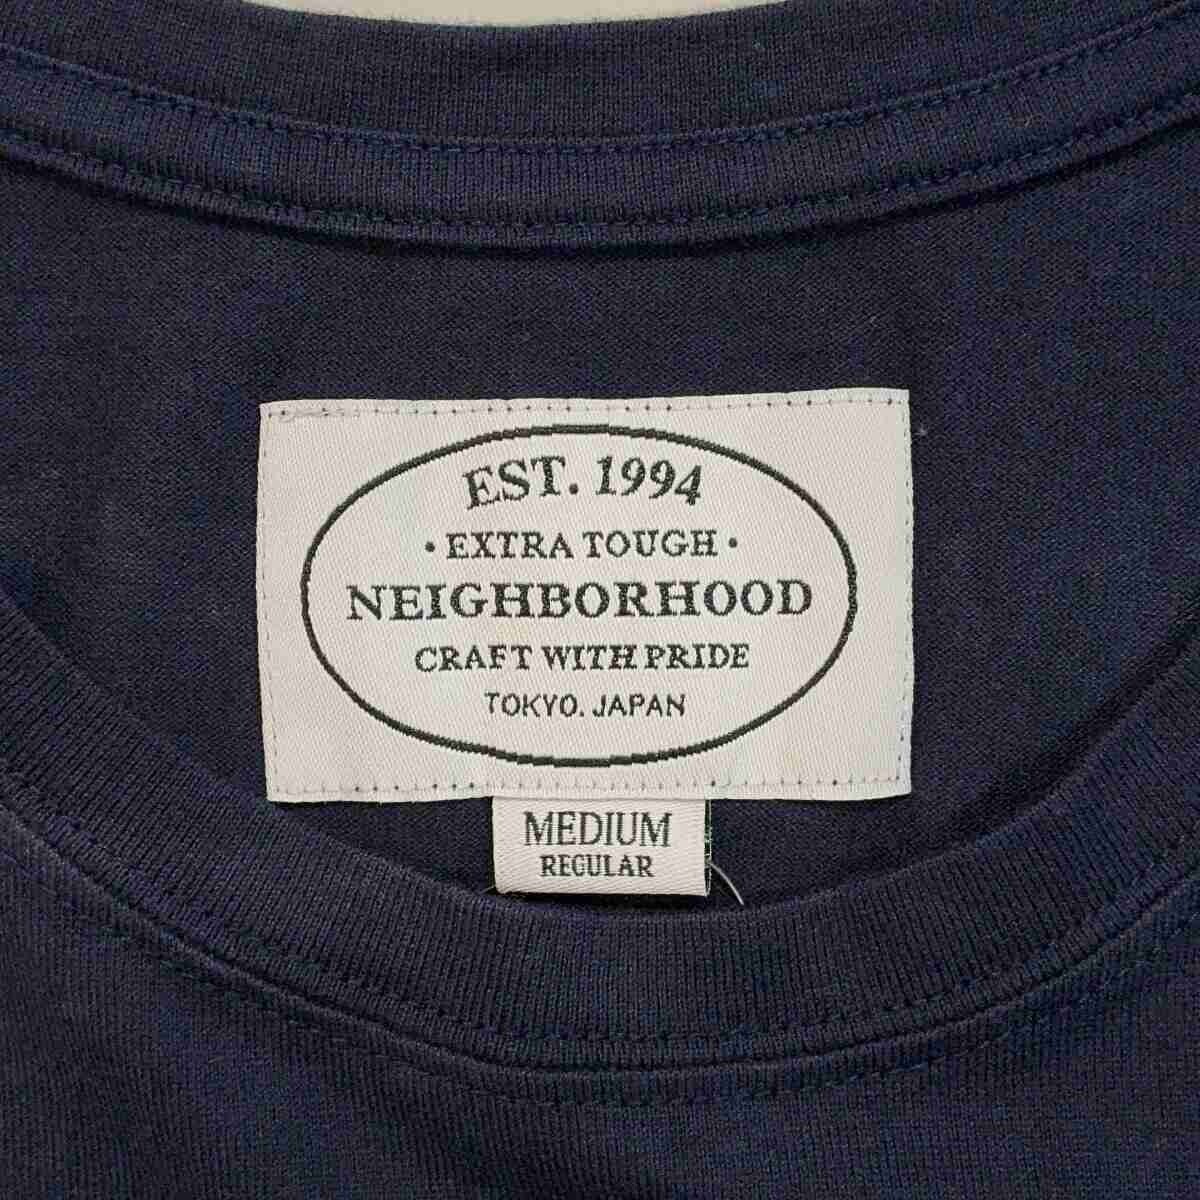 EST. 1994
• EXTRA TOUGH •
NEIGHBORHOOD
CRAFT WITH PRIDE
TOKYO. JAPAN
MEDIUM
REGULAR